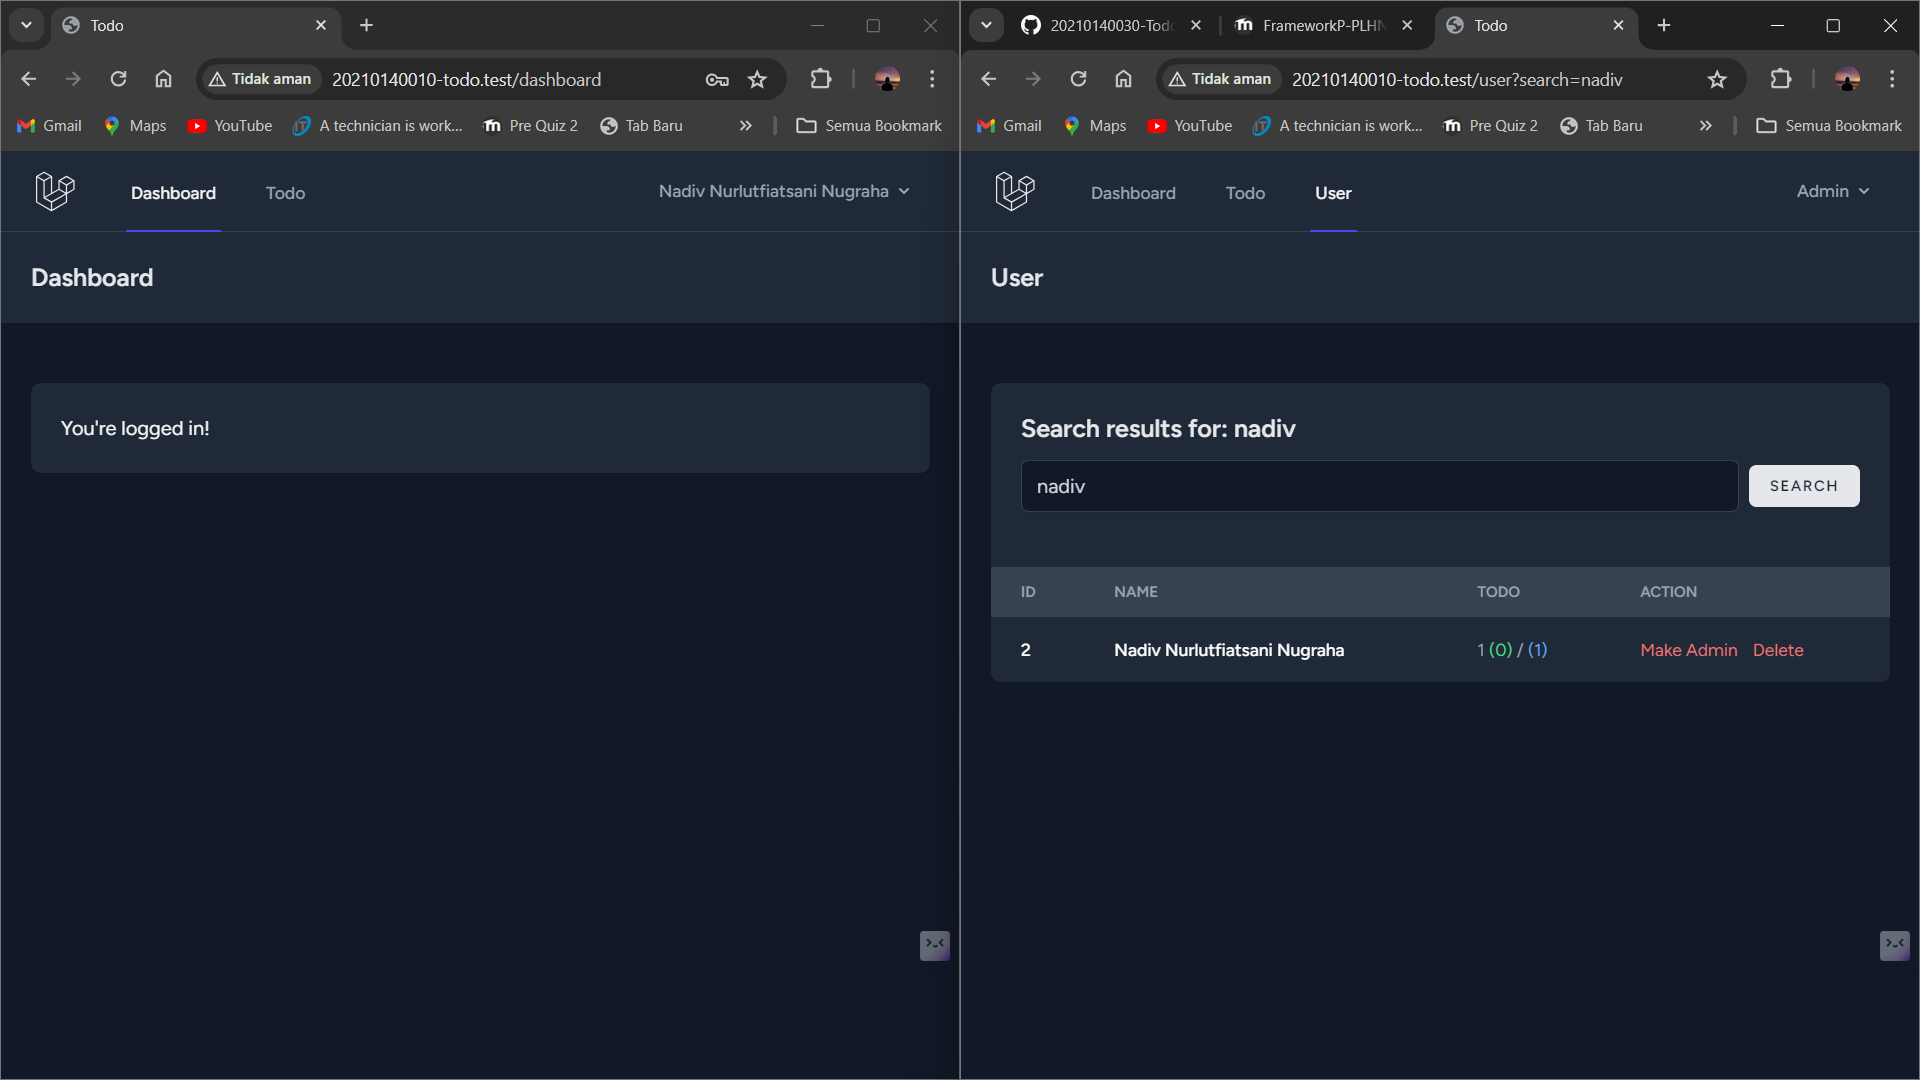 Todo
Tidak aman 20210140010-todo.test/dashboard
Gmail Maps YouTube A technician is work... Pre Quiz 2 Tab Baru Semua Bookmark
Dashboard Todo Nadiv Nurlutfiatsani Nugraha
Dashboard
You're logged in!
20210140030-Todo FrameworkP-PLHN Todo
Tidak aman 20210140010-todo.test/user?search=nadiv
Gmail Maps YouTube A technician is work... Pre Quiz 2 Tab Baru Semua Bookmark
Dashboard Todo User Admin
User
Search results for: nadiv
nadiv SEARCH
ID NAME TODO ACTION
2 Nadiv Nurlutfiatsani Nugraha 1 (0) / (1) Make Admin Delete